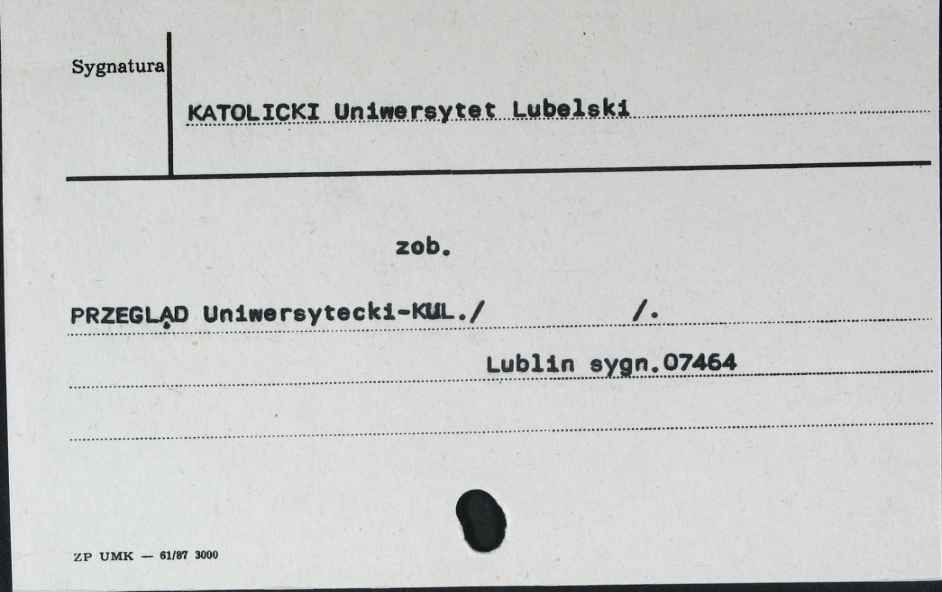 Sygnatura
KATOLICKI Uniwersytet Lubelski
zob.
PRZEGLĄD Uniwersytecki-KUL./ /.
Lublin sygn.07464
ZP UMK — 61/87 3000